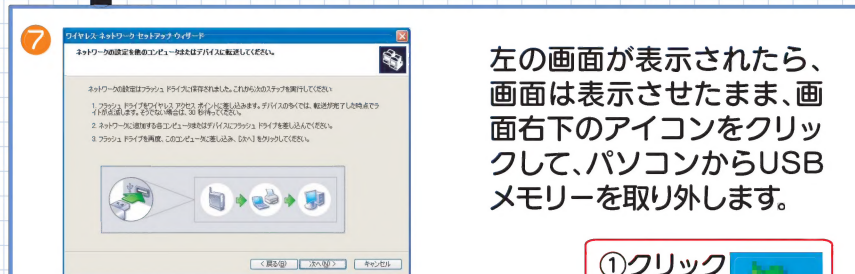 7
ワイヤレス ネットワーク セットアップ ウィザード
ネットワークの設定を他のコンピュータまたはデバイスに転送してください。
ネットワークの設定はフラッシュ ドライブに保存されました。これから次のステップを実行してください:
1. フラッシュ ドライブをワイヤレス アクセス ポイントに差し込みます。デバイスの多くでは、転送が完了した時点でラ
イトが点滅します。そうでない場合は、30 秒待ってください。
2. ネットワークに追加する各コンピュータまたはデバイスにフラッシュ ドライブを差し込んでください。
3. フラッシュ ドライブを再度、このコンピュータに差し込み、[次へ] をクリックしてください。
< 戻る(B) 次へ(N) > キャンセル
左の画面が表示されたら、
画面は表示させたまま、画
面右下のアイコンをクリッ
クして、パソコンからUSB
メモリーを取り外します。
①クリック